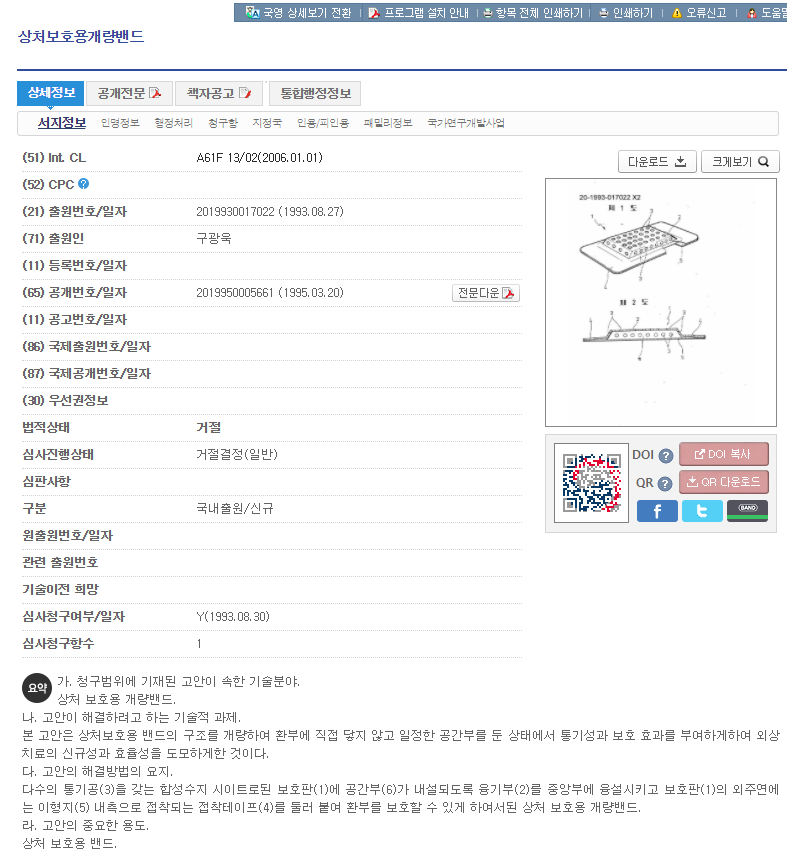 국영 상세보기 전환 | 프로그램 설치 안내 | 항목 전체 인쇄하기 | 인쇄하기 | 오류신고 | 도움말
상처보호용개량밴드
상세정보 공개전문 책자공고 통합행정정보
서지정보 인명정보 행정처리 청구항 지정국 인용/피인용 패밀리정보 국가연구개발사업
다운로드 크게보기
(51) Int. CL A61F 13/02(2006.01.01)
(52) CPC ?
(21) 출원번호/일자 2019930017022 (1993.08.27)
(71) 출원인 구광욱
(11) 등록번호/일자
(65) 공개번호/일자 2019950005661 (1995.03.20) 전문다운
(11) 공고번호/일자
(86) 국제출원번호/일자
(87) 국제공개번호/일자
(30) 우선권정보
법적상태 거절
심사진행상태 거절결정(일반)
심판사항
구분 국내출원/신규
원출원번호/일자
관련 출원번호
기술이전 희망
심사청구여부/일자 Y(1993.08.30)
심사청구항수 1
20-1993-017022 X2
제 1 도
제 2 도
DOI ? DOI 복사
QR ? QR 다운로드
BAND
요약
가. 청구범위에 기재된 고안이 속한 기술분야.
상처 보호용 개량밴드.
나. 고안이 해결하려고 하는 기술적 과제.
본 고안은 상처보호용 밴드의 구조를 개량하여 환부에 직접 닿지 않고 일정한 공간부를 둔 상태에서 통기성과 보호 효과를 부여하게하여 외상
치료의 신규성과 효율성을 도모하게한 것이다.
다. 고안의 해결방법의 요지.
다수의 통기공(3)을 갖는 합성수지 시이트로된 보호판(1)에 공간부(6)가 내설되도록 융기부(2)를 중앙부에 융설시키고 보호판(1)의 외주연에
는 이형지(5) 내측으로 접착되는 접착테이프(4)를 둘러 붙여 환부를 보호할 수 있게 하여서된 상처 보호용 개량밴드.
라. 고안의 중요한 용도.
상처 보호용 밴드.